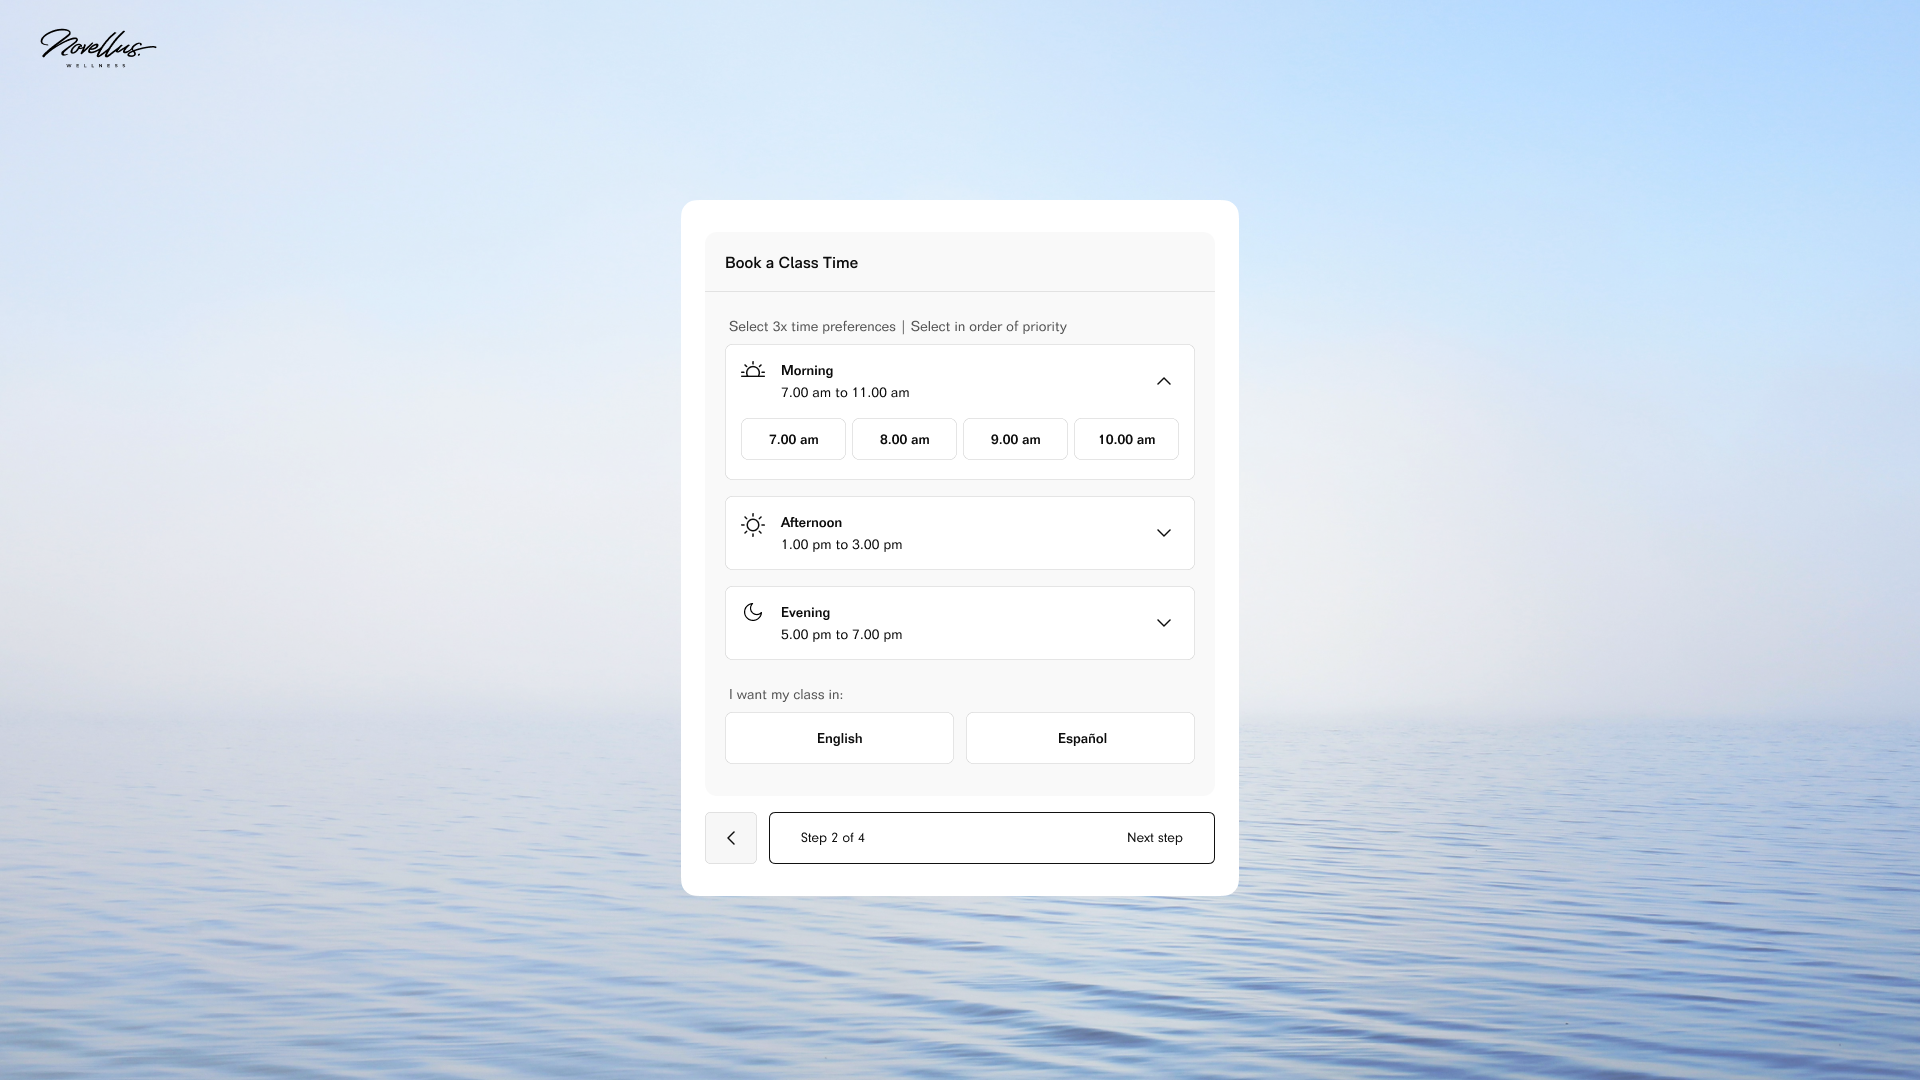 Novellus
WELLNESS
Book a Class Time
Select 3x time preferences | Select in order of priority
Morning
7.00 am to 11.00 am
7.00 am 8.00 am 9.00 am 10.00 am
Afternoon
1.00 pm to 3.00 pm
Evening
5.00 pm to 7.00 pm
I want my class in:
English Español
Step 2 of 4 Next step